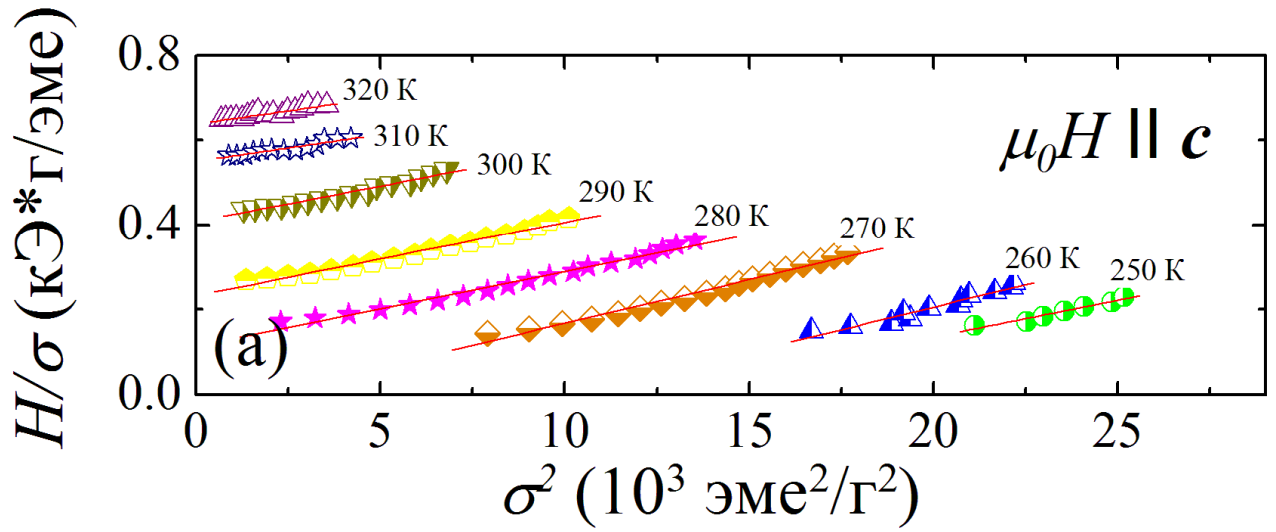 H/σ (кЭ*г/эме)
0.8
0.4
0.0
320 К
310 К
300 К
290 К
280 К
270 К
260 К
250 К
μ₀H || c
(a)
0
5
10
15
20
25
σ² (10³ эме²/г²)